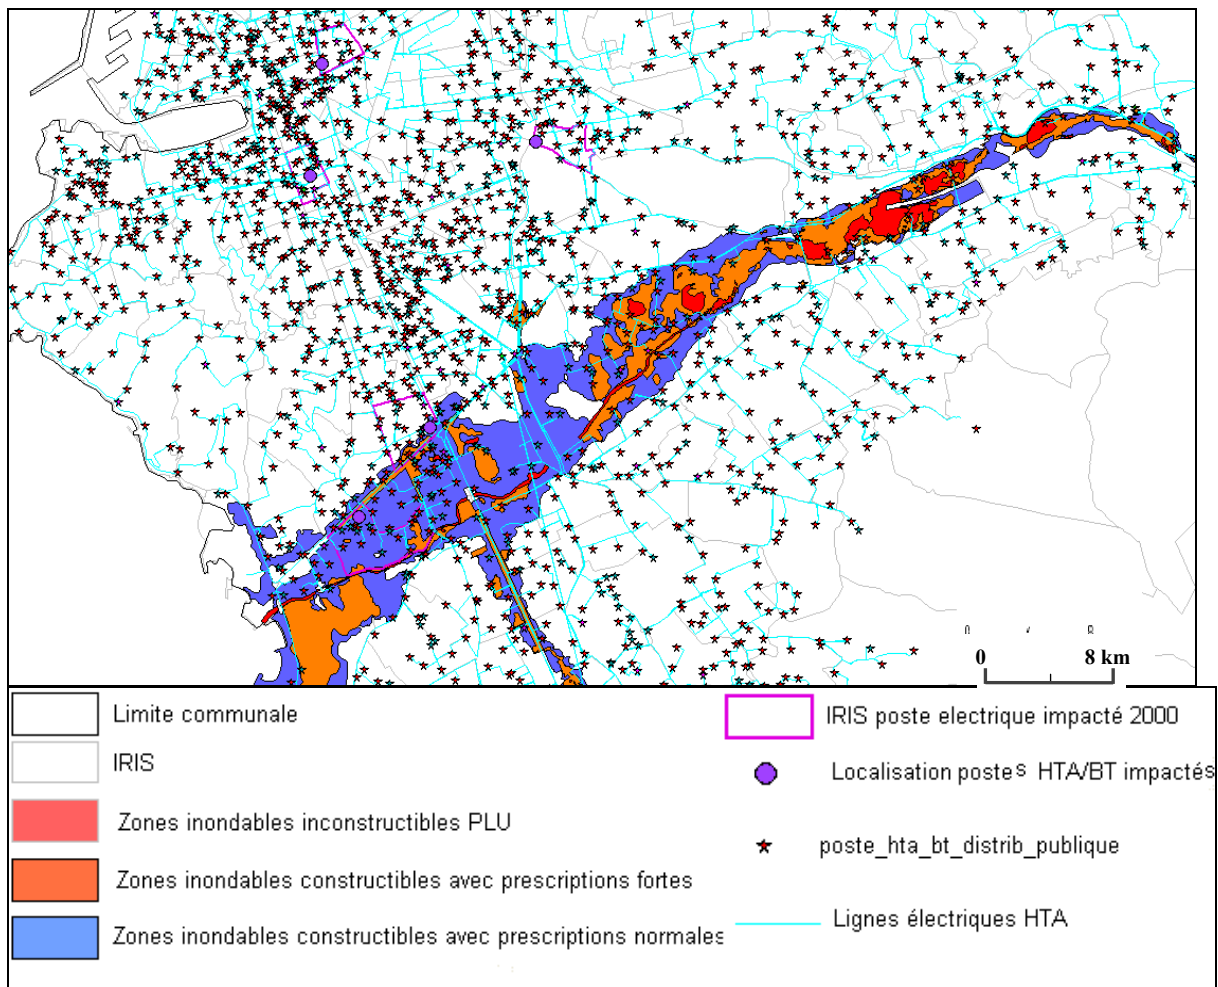 0 8 km
Limite communale
IRIS
Zones inondables inconstructibles PLU
Zones inondables constructibles avec prescriptions fortes
Zones inondables constructibles avec prescriptions normales
IRIS poste electrique impacté 2000
Localisation postes HTA/BT impactés
poste_hta_bt_distrib_publique
Lignes électriques HTA